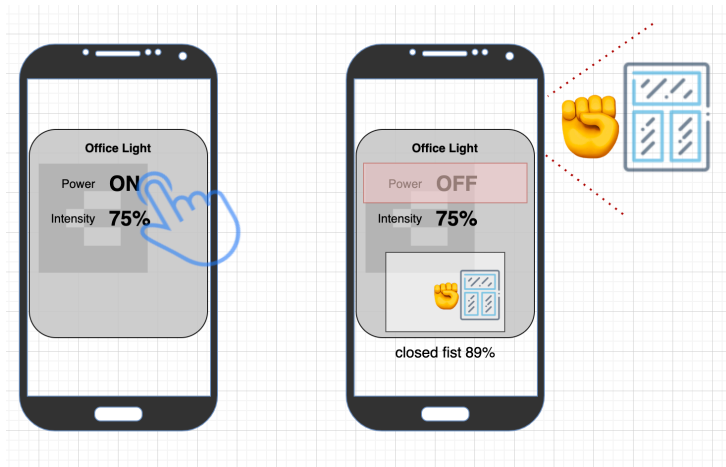 Office Light
Power ON
Intensity 75%
Office Light
Power OFF
Intensity 75%
closed fist 89%